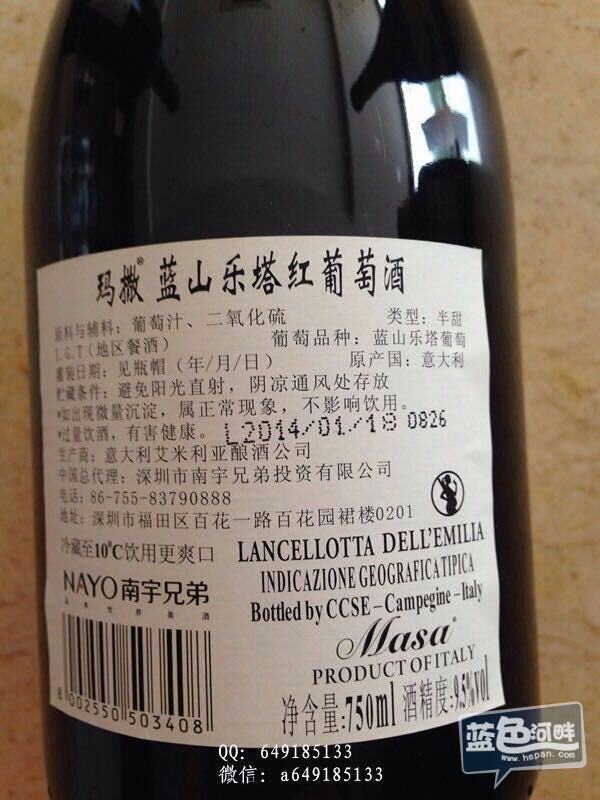 玛撒® 蓝山乐塔红葡萄酒
原料与辅料：葡萄汁、二氧化硫 类型：半甜
I.G.T（地区餐酒） 葡萄品种：蓝山乐塔葡萄
灌装日期：见瓶帽（年/月/日） 原产国：意大利
贮藏条件：避免阳光直射，阴凉通风处存放
*如出现微量沉淀，属正常现象，不影响饮用。
*过量饮酒，有害健康。 L2014/01/18 0826
生产商：意大利艾米利亚酿酒公司
中国总代理：深圳市南宇兄弟投资有限公司
电话：86-755-83790888
地址：深圳市福田区百花一路百花园裙楼0201
冷藏至10°C饮用更爽口
LANCELLOTTA DELL'EMILIA
INDICAZIONE GEOGRAFICA TIPICA
Bottled by CCSE – Campegine – Italy
NAYO 南宇兄弟
Masa®
PRODUCT OF ITALY
8 002550 503408
净含量:750ml 酒精度:9.5%vol
QQ: 649185133
微信: a649185133
蓝色河畔
www.hepan.com